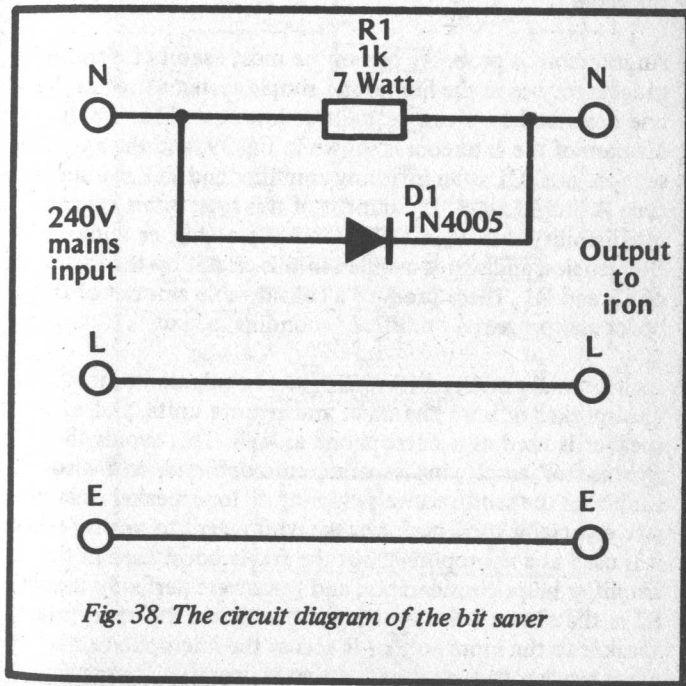 R1
1k
7 Watt
N
N
D1
1N4005
240V
mains
input
Output
to
iron
L
L
E
E
Fig. 38. The circuit diagram of the bit saver